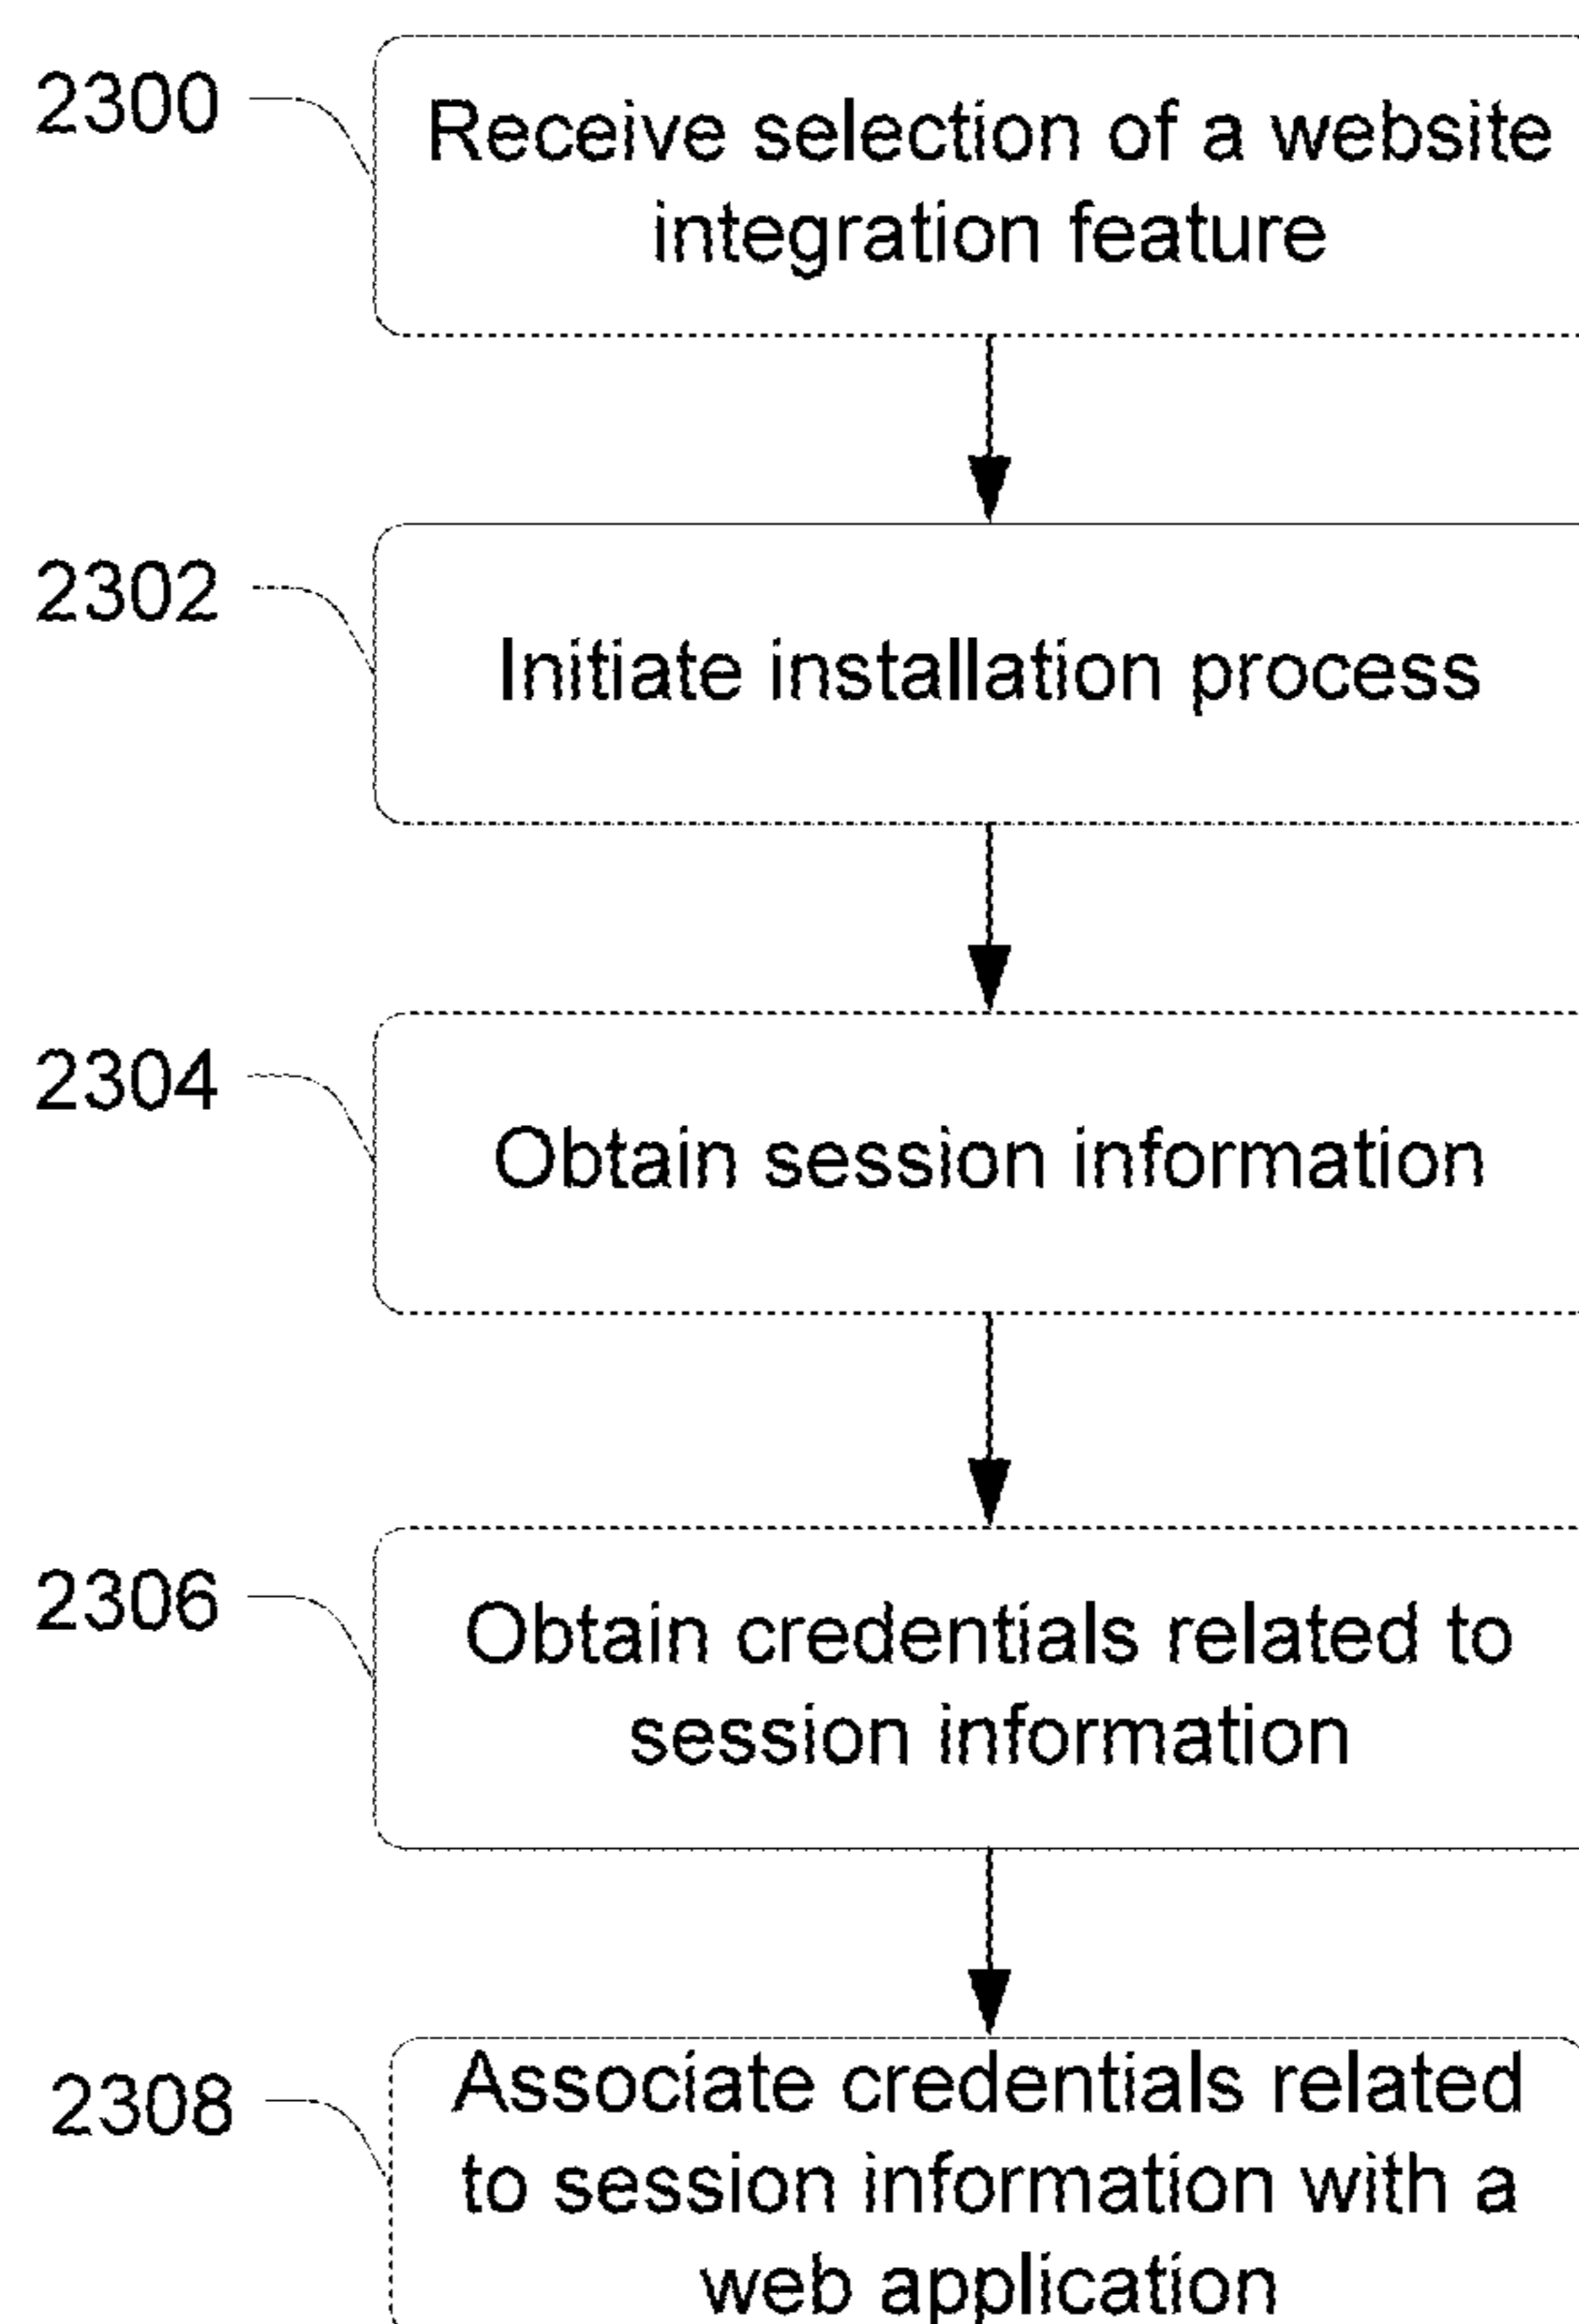 2300
Receive selection of a website
integration feature
2302
Initiate installation process
2304
Obtain session information
2306
Obtain credentials related to
session information
2308
Associate credentials related
to session information with a
web application